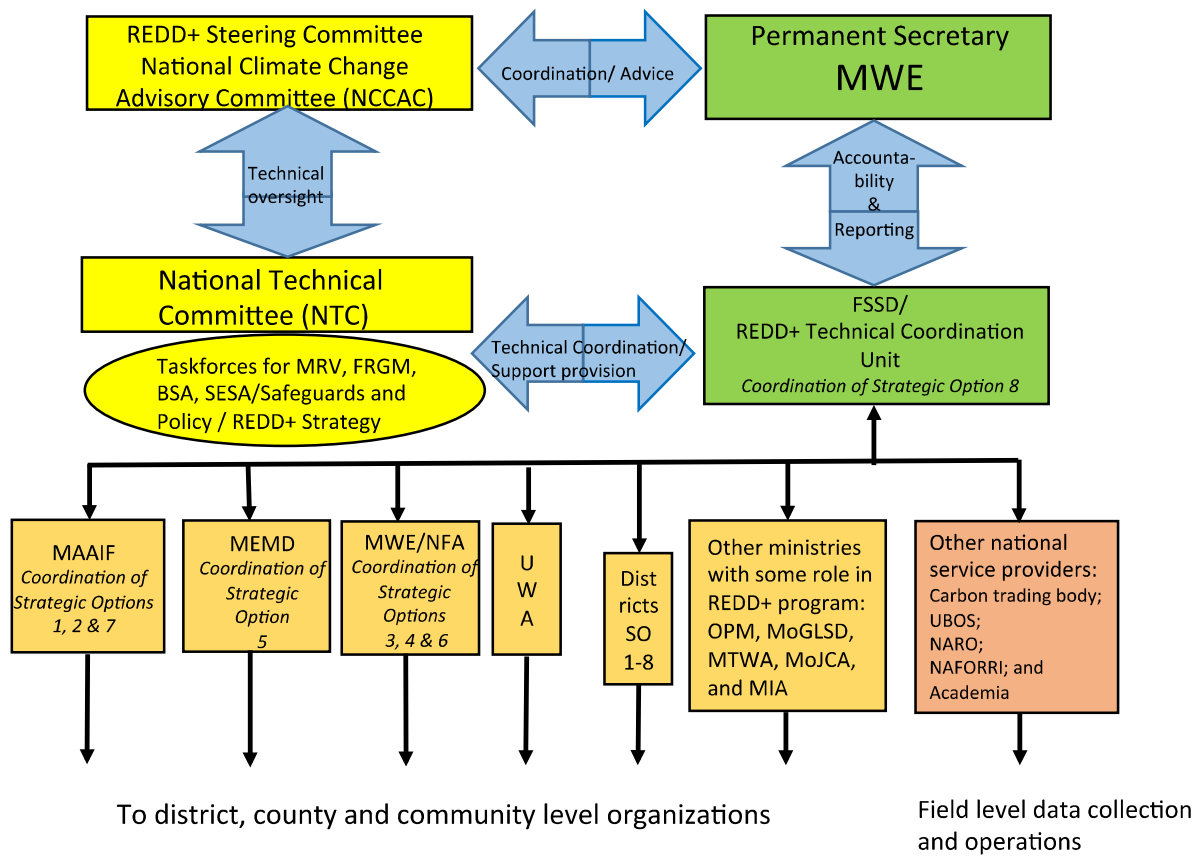 REDD+ Steering Committee
National Climate Change
Advisory Committee (NCCAC)
Coordination/ Advice
Permanent Secretary
MWE
Technical
oversight
Accounta-
bility
&
Reporting
National Technical
Committee (NTC)
Taskforces for MRV, FRGM,
BSA, SESA/Safeguards and
Policy / REDD+ Strategy
Technical Coordination/
Support provision
FSSD/
REDD+ Technical Coordination
Unit
Coordination of Strategic Option 8
MAAIF
Coordination of
Strategic Options
1, 2 & 7
MEMD
Coordination of
Strategic
Option
5
MWE/NFA
Coordination of
Strategic
Options
3, 4 & 6
U
W
A
Dist
ricts
SO
1-8
Other ministries
with some role in
REDD+ program:
OPM, MoGLSD,
MTWA, MoJCA,
and MIA
Other national
service providers:
Carbon trading body;
UBOS;
NARO;
NAFORRI; and
Academia
To district, county and community level organizations
Field level data collection
and operations